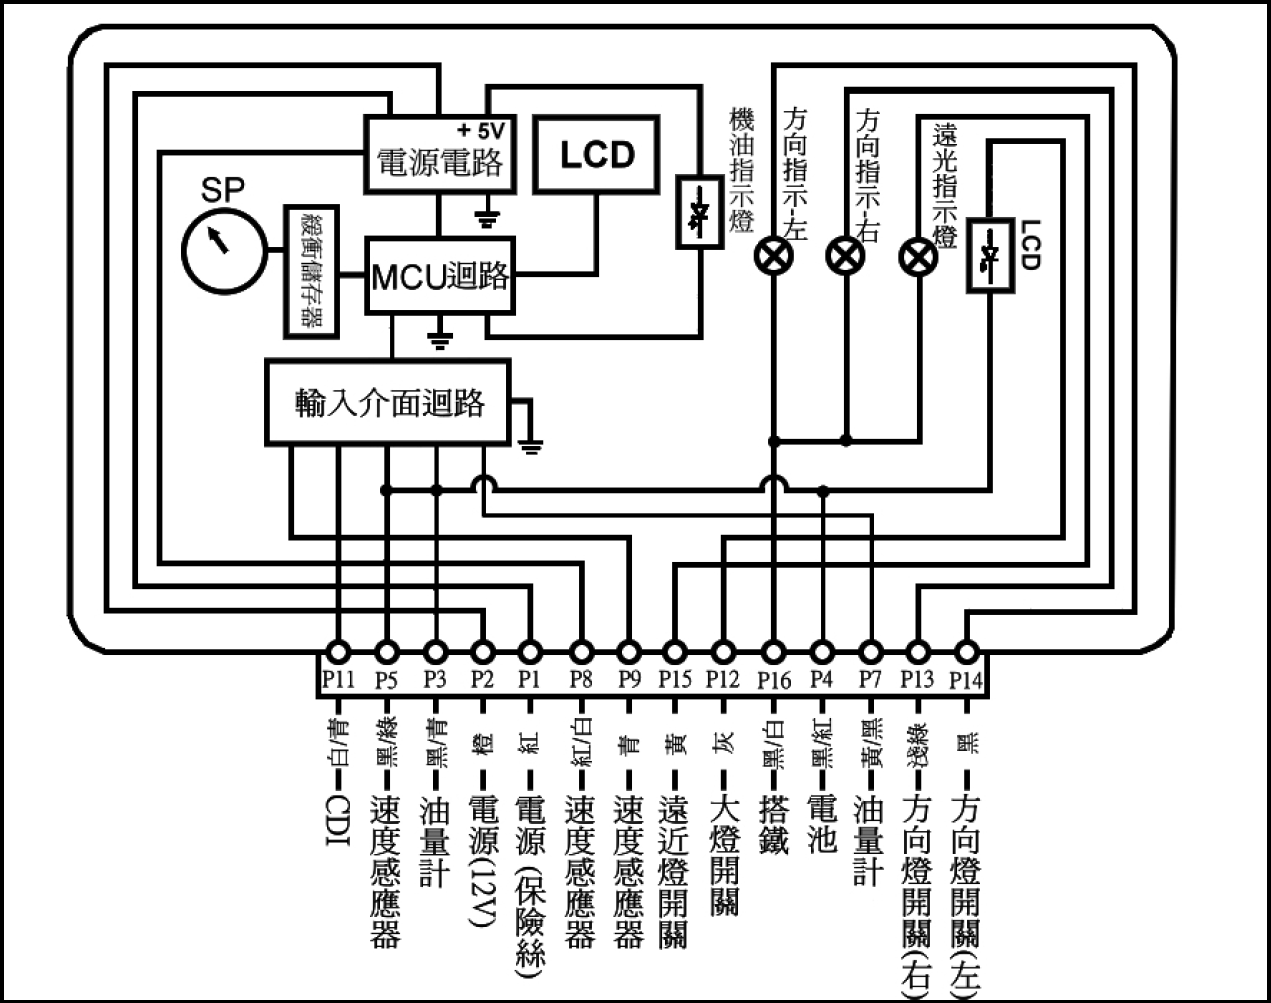 + 5V
電源電路
LCD
機油指示燈
方向指示-左
方向指示-右
遠光指示燈
LCD
SP
緩衝儲存器
MCU迴路
輸入介面迴路
P11
P5
P3
P2
P1
P8
P9
P15
P12
P16
P4
P7
P13
P14
白/青
黑/綠
黑/青
橙
紅
紅/白
青
黃
灰
黑/白
黑/紅
黃/黑
淺綠
黑
CDI
速度感應器
油量計
電源(12V)
電源(保險絲)
速度感應器
速度感應器
遠近燈開關
大燈開關
搭鐵
電池
油量計
方向燈開關(右)
方向燈開關(左)